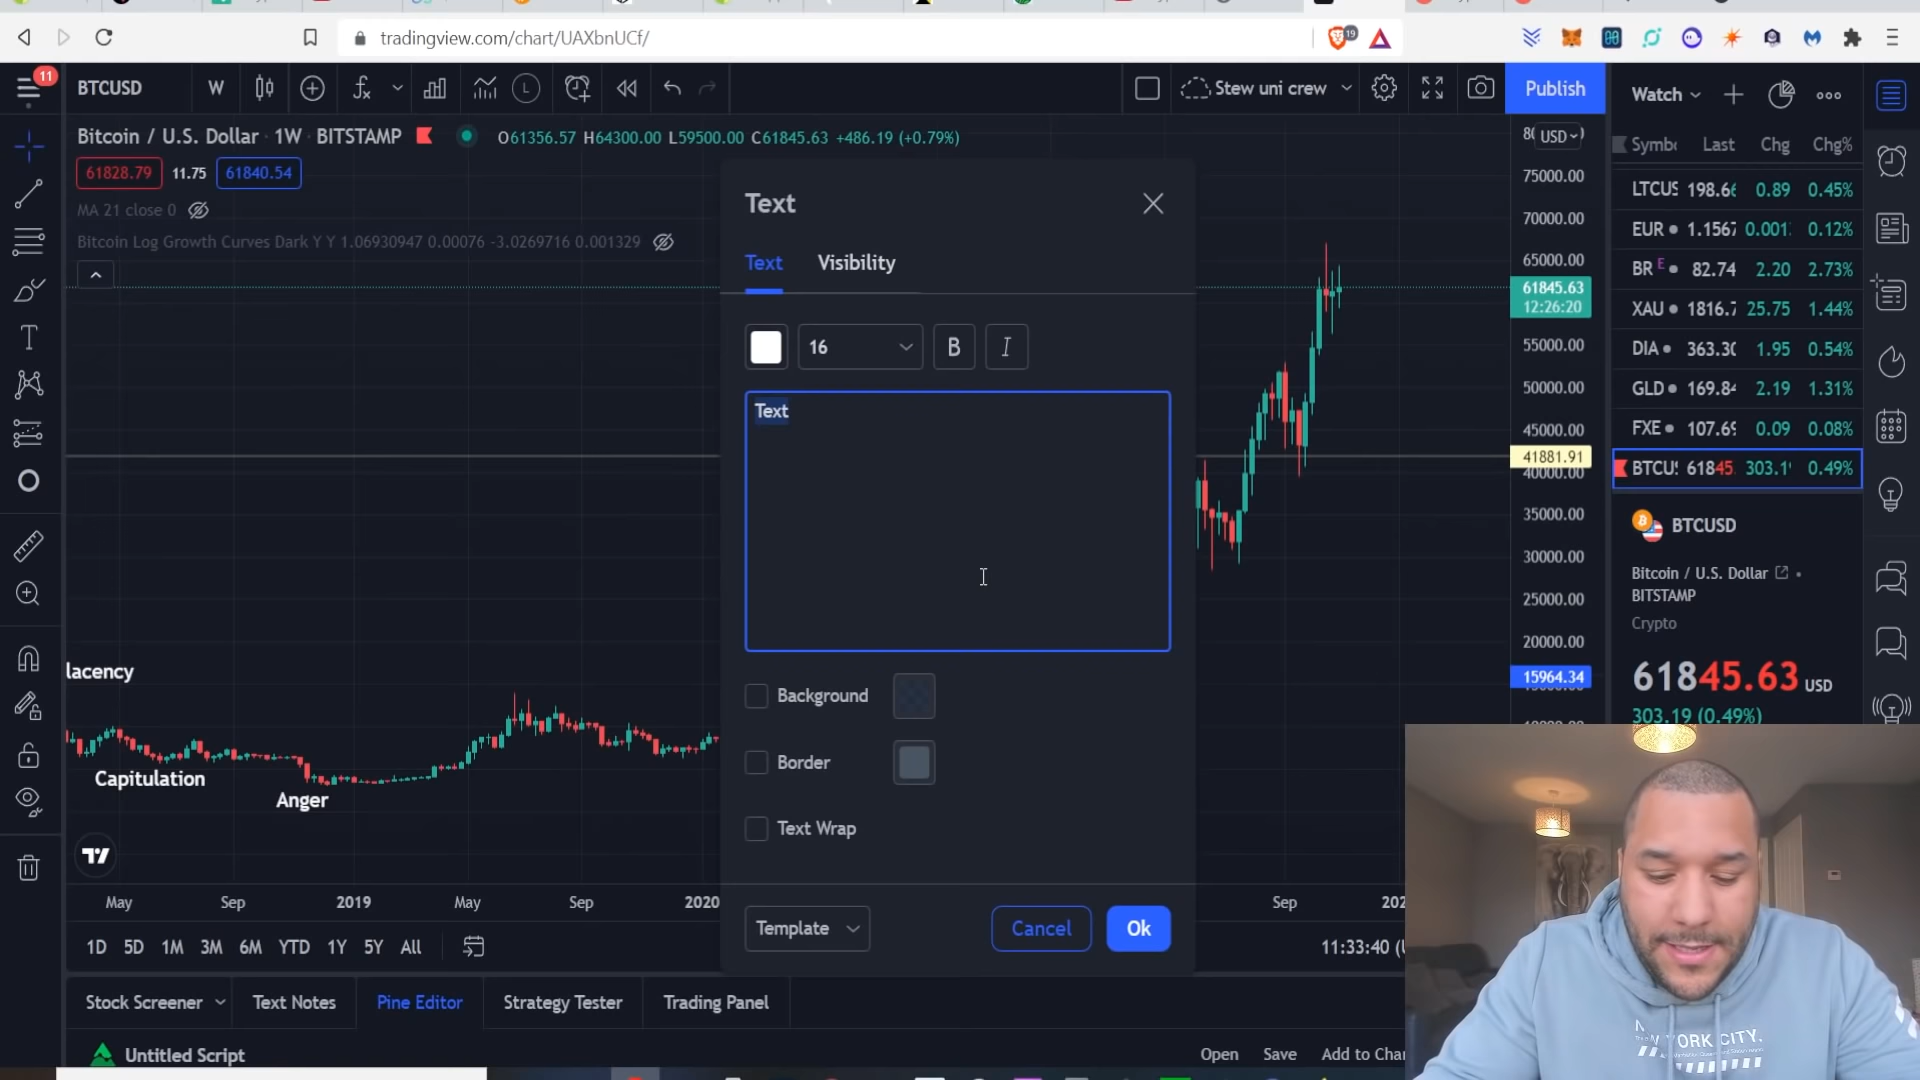 tradingview.com/chart/UAXbnUCf/
19
11
BTCUSD
W
L
Stew uni crew
Publish
Watch
Bitcoin / U.S. Dollar · 1W · BITSTAMP
O61356.57 H64300.00 L59500.00 C61845.63 +486.19 (+0.79%)
61828.79 11.75 61840.54
MA 21 close 0
Bitcoin Log Growth Curves Dark Y Y 1.06930947 0.00076 -3.0269716 0.001329
Text
Text Visibility
16 B I
Text
Background
Border
Text Wrap
Template
Cancel
Ok
lacency
Capitulation
Anger
USD
75000.00
70000.00
65000.00
61845.63
12:26:20
55000.00
50000.00
45000.00
41881.91
40000.00
35000.00
30000.00
25000.00
20000.00
15964.34
May Sep 2019 May Sep 2020 Sep
1D 5D 1M 3M 6M YTD 1Y 5Y All
11:33:40
Stock Screener Text Notes Pine Editor Strategy Tester Trading Panel
Untitled Script
Open Save Add to Char
Symb Last Chg Chg%
LTCUS 198.6 0.89 0.45%
EUR 1.1567 0.001 0.12%
BR E 82.74 2.20 2.73%
XAU 1816.7 25.75 1.44%
DIA 363.30 1.95 0.54%
GLD 169.84 2.19 1.31%
FXE 107.69 0.09 0.08%
BTCUS 61845 303.1 0.49%
BTCUSD
Bitcoin / U.S. Dollar
BITSTAMP
Crypto
61845.63 USD
303.19 (0.49%)
YORK CITY.